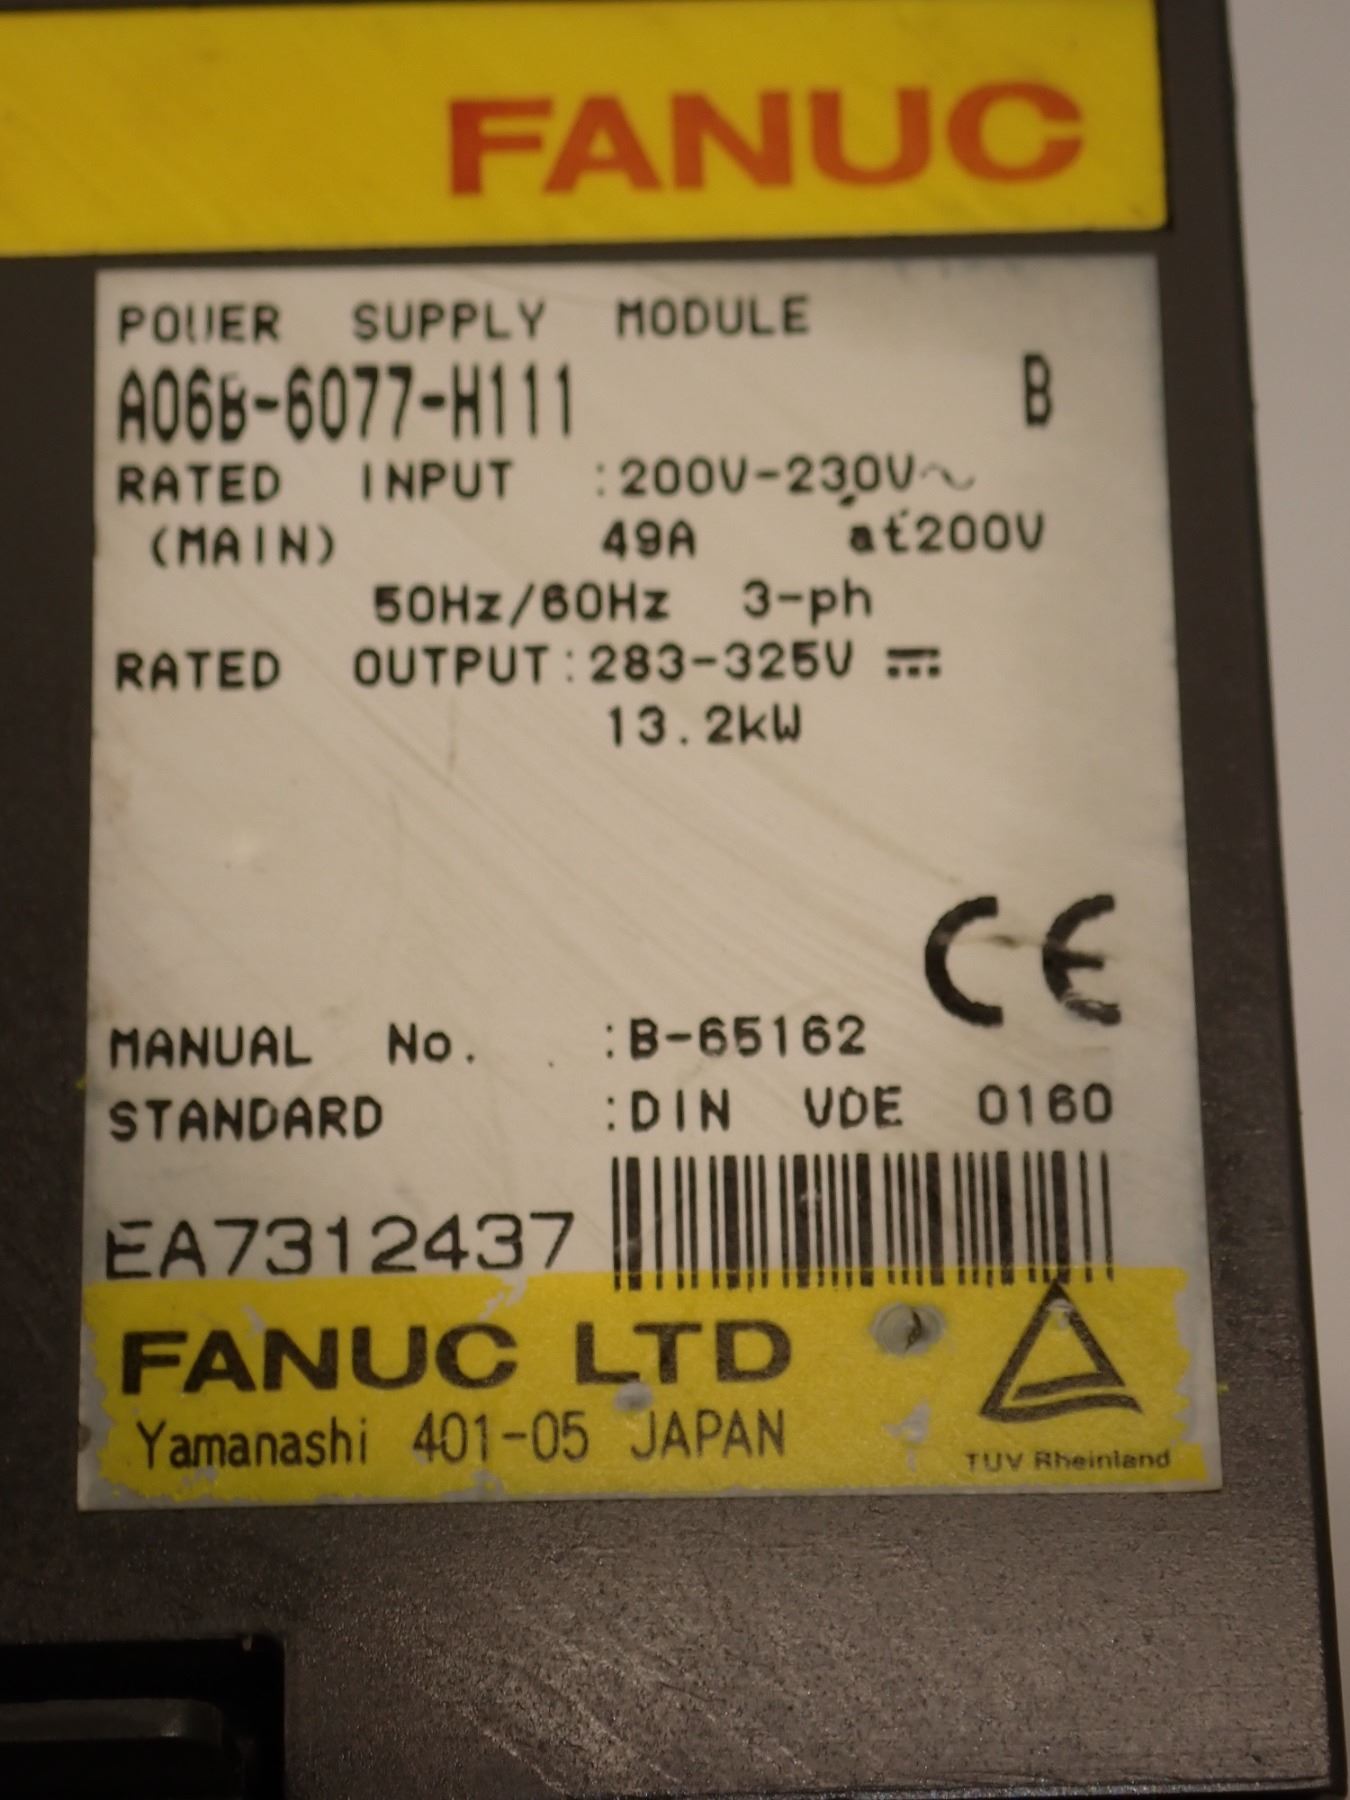 FANUC
POWER SUPPLY MODULE
A06B-6077-H111 B
RATED INPUT :200V-230V~
(MAIN) 49A at200V
50Hz/60Hz 3-ph
RATED OUTPUT:283-325V ⎓
13.2kW
CE
MANUAL No. :B-65162
STANDARD :DIN VDE 0160
EA7312437
FANUC LTD
Yamanashi 401-05 JAPAN
TUV Rheinland